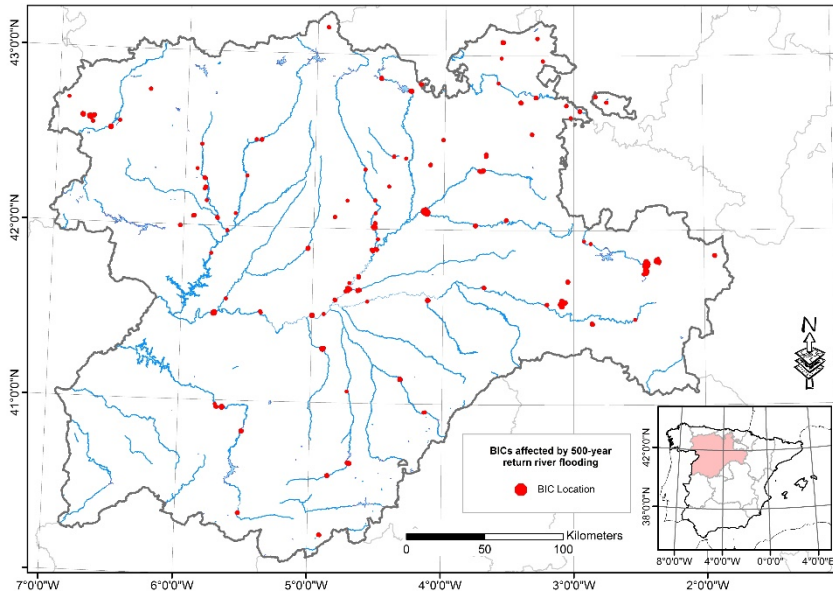 43°0'0"N
42°0'0"N
41°0'0"N
N
BICs affected by 500-year
return river flooding
BIC Location
Kilometers
0 50 100
42°0'0"N
38°0'0"N
8°0'0"W 4°0'0"W 0°0'0"E 4°0'0"E
7°0'0"W 6°0'0"W 5°0'0"W 4°0'0"W 3°0'0"W 2°0'0"W